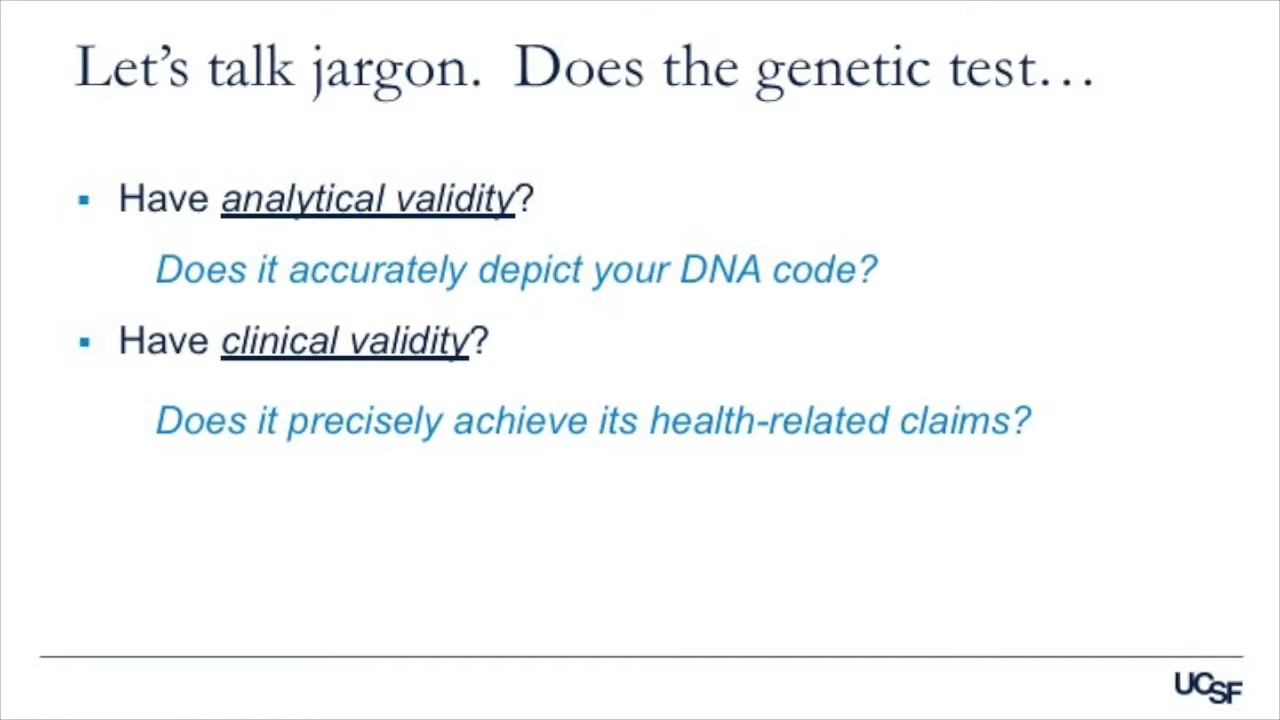 Let’s talk jargon.  Does the genetic test…
▪ Have analytical validity?
Does it accurately depict your DNA code?
▪ Have clinical validity?
Does it precisely achieve its health-related claims?
UCSF